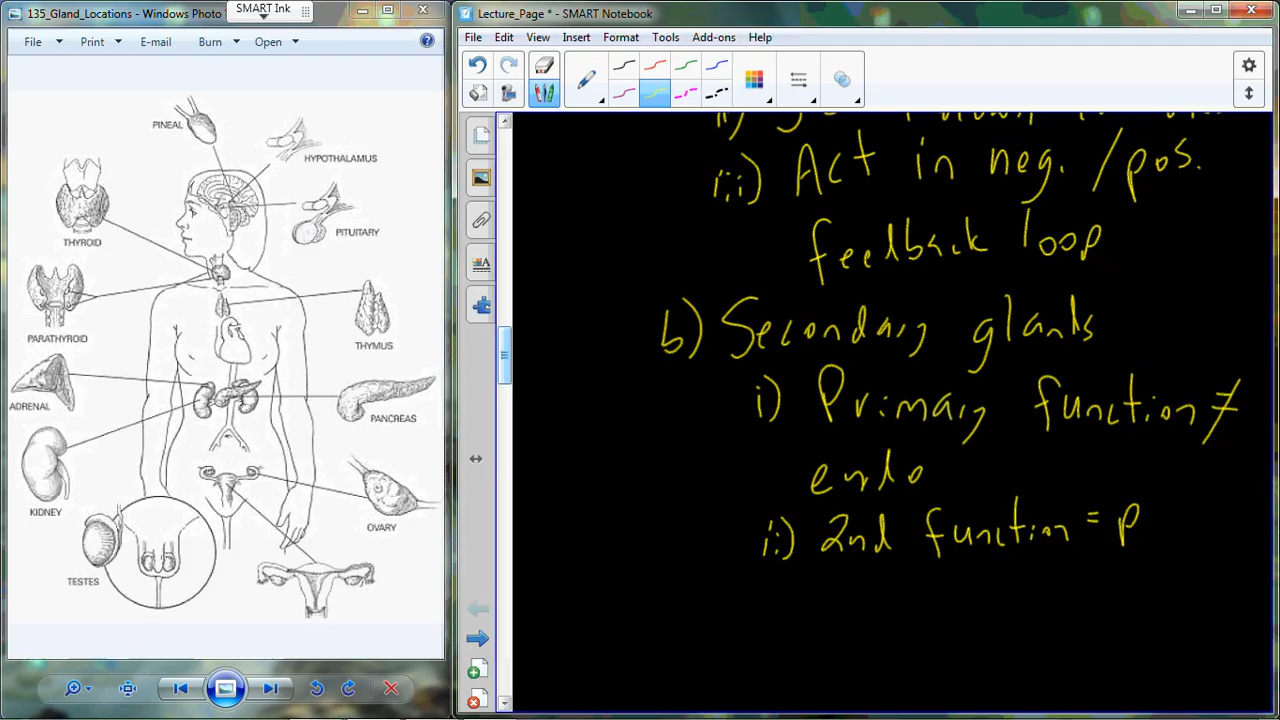 135_Gland_Locations - Windows Photo
SMART Ink
File Print E-mail Burn Open
PINEAL
HYPOTHALAMUS
PITUITARY
THYROID
PARATHYROID
THYMUS
ADRENAL
PANCREAS
KIDNEY
OVARY
TESTES
Lecture_Page * - SMART Notebook
File Edit View Insert Format Tools Add-ons Help
iii) Act in neg. /pos.
feedback loop
b) Secondary glands
i) Primary function ≠
endo
ii) 2nd function = p